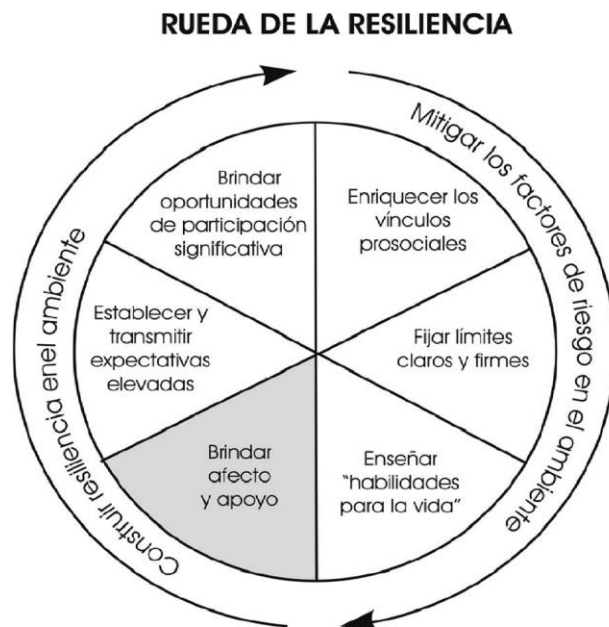 RUEDA DE LA RESILIENCIA
Mitigar los factores de riesgo en el ambiente
Construir resiliencia enel ambiente
Brindar
oportunidades
de participación
significativa
Enriquecer los
vínculos
prosociales
Establecer y
transmitir
expectativas
elevadas
Fijar límites
claros y firmes
Brindar
afecto
y apoyo
Enseñar
"habilidades
para la vida"